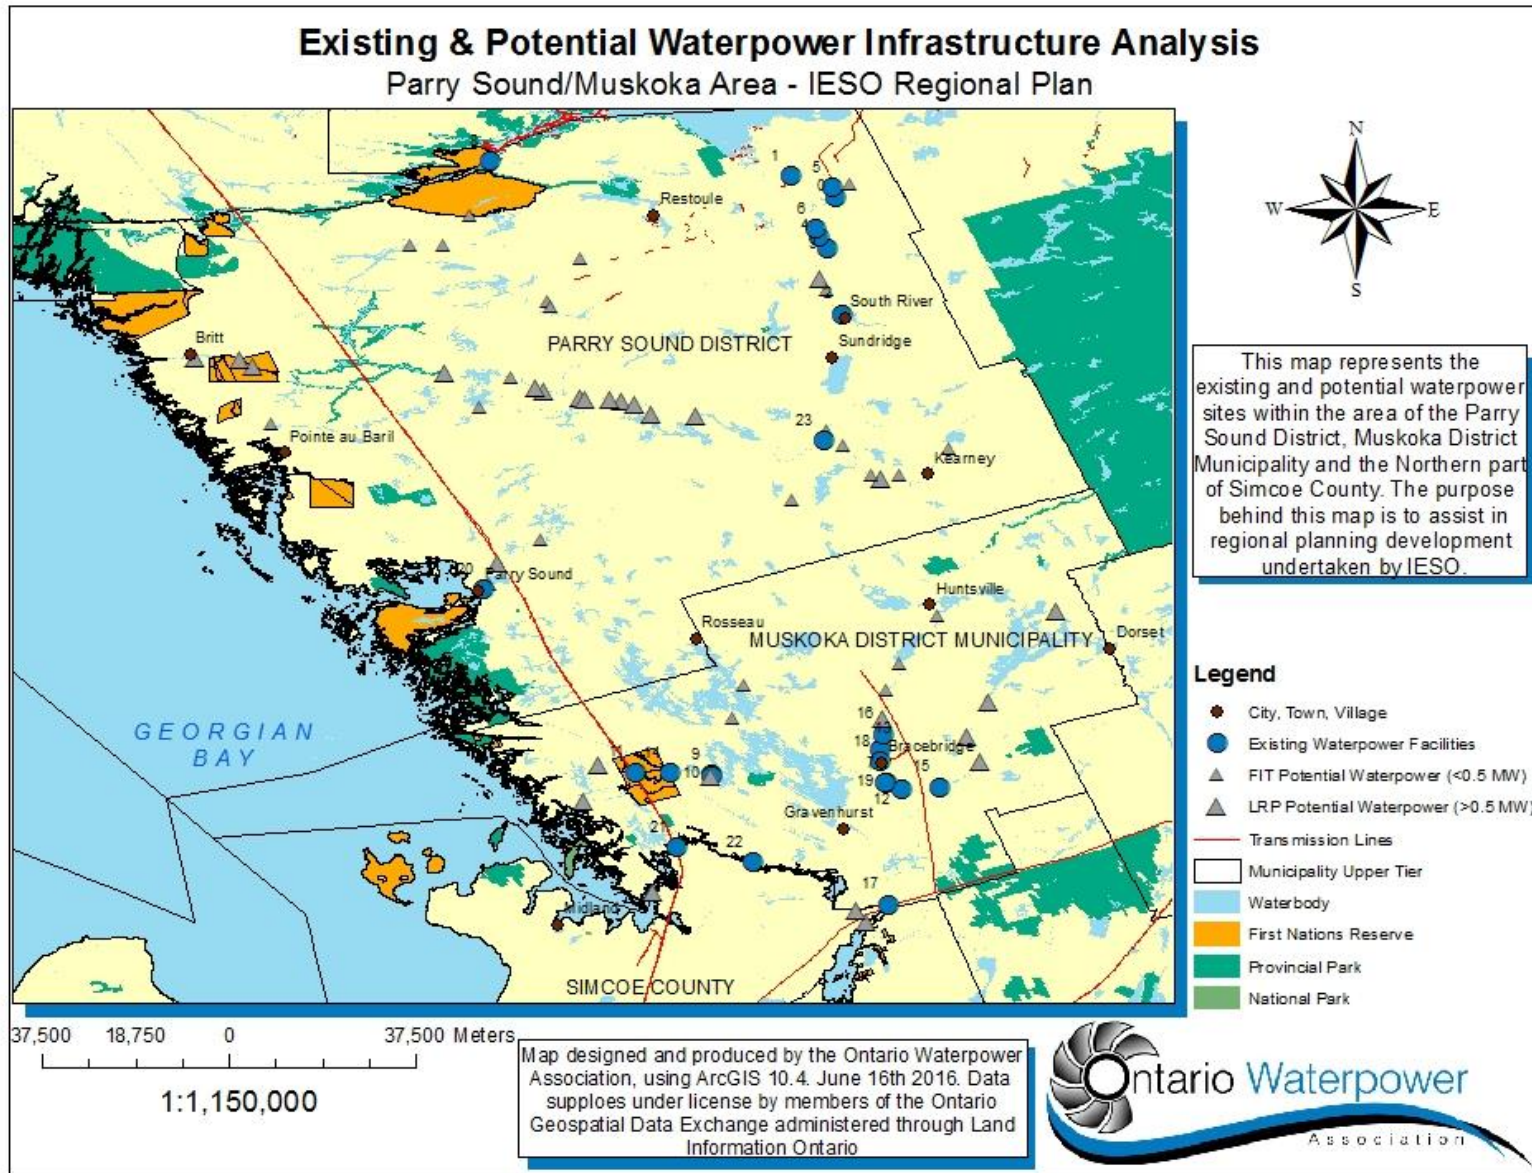 Existing & Potential Waterpower Infrastructure Analysis
Parry Sound/Muskoka Area - IESO Regional Plan
N
W
E
S
1
5
0
Restoule
6
4
South River
PARRY SOUND DISTRICT
Sundridge
Britt
23
Pointe au Baril
Kearney
20
Parry Sound
Huntsville
Rosseau
MUSKOKA DISTRICT MUNICIPALITY
Dorset
GEORGIAN
BAY
16
18
Bracebridge
9
10
15
19
12
Gravenhurst
21
22
17
Midland
SIMCOE COUNTY
This map represents the
existing and potential waterpower
sites within the area of the Parry
Sound District, Muskoka District
Municipality and the Northern part
of Simcoe County. The purpose
behind this map is to assist in
regional planning development
undertaken by IESO.
Legend
City, Town, Village
Existing Waterpower Facilities
FIT Potential Waterpower (<0.5 MW)
LRP Potential Waterpower (>0.5 MW)
Transmission Lines
Municipality Upper Tier
Waterbody
First Nations Reserve
Provincial Park
National Park
37,500 18,750 0 37,500 Meters
1:1,150,000
Map designed and produced by the Ontario Waterpower
Association, using ArcGIS 10.4. June 16th 2016. Data
supploes under license by members of the Ontario
Geospatial Data Exchange administered through Land
Information Ontario
Ontario Waterpower
Association